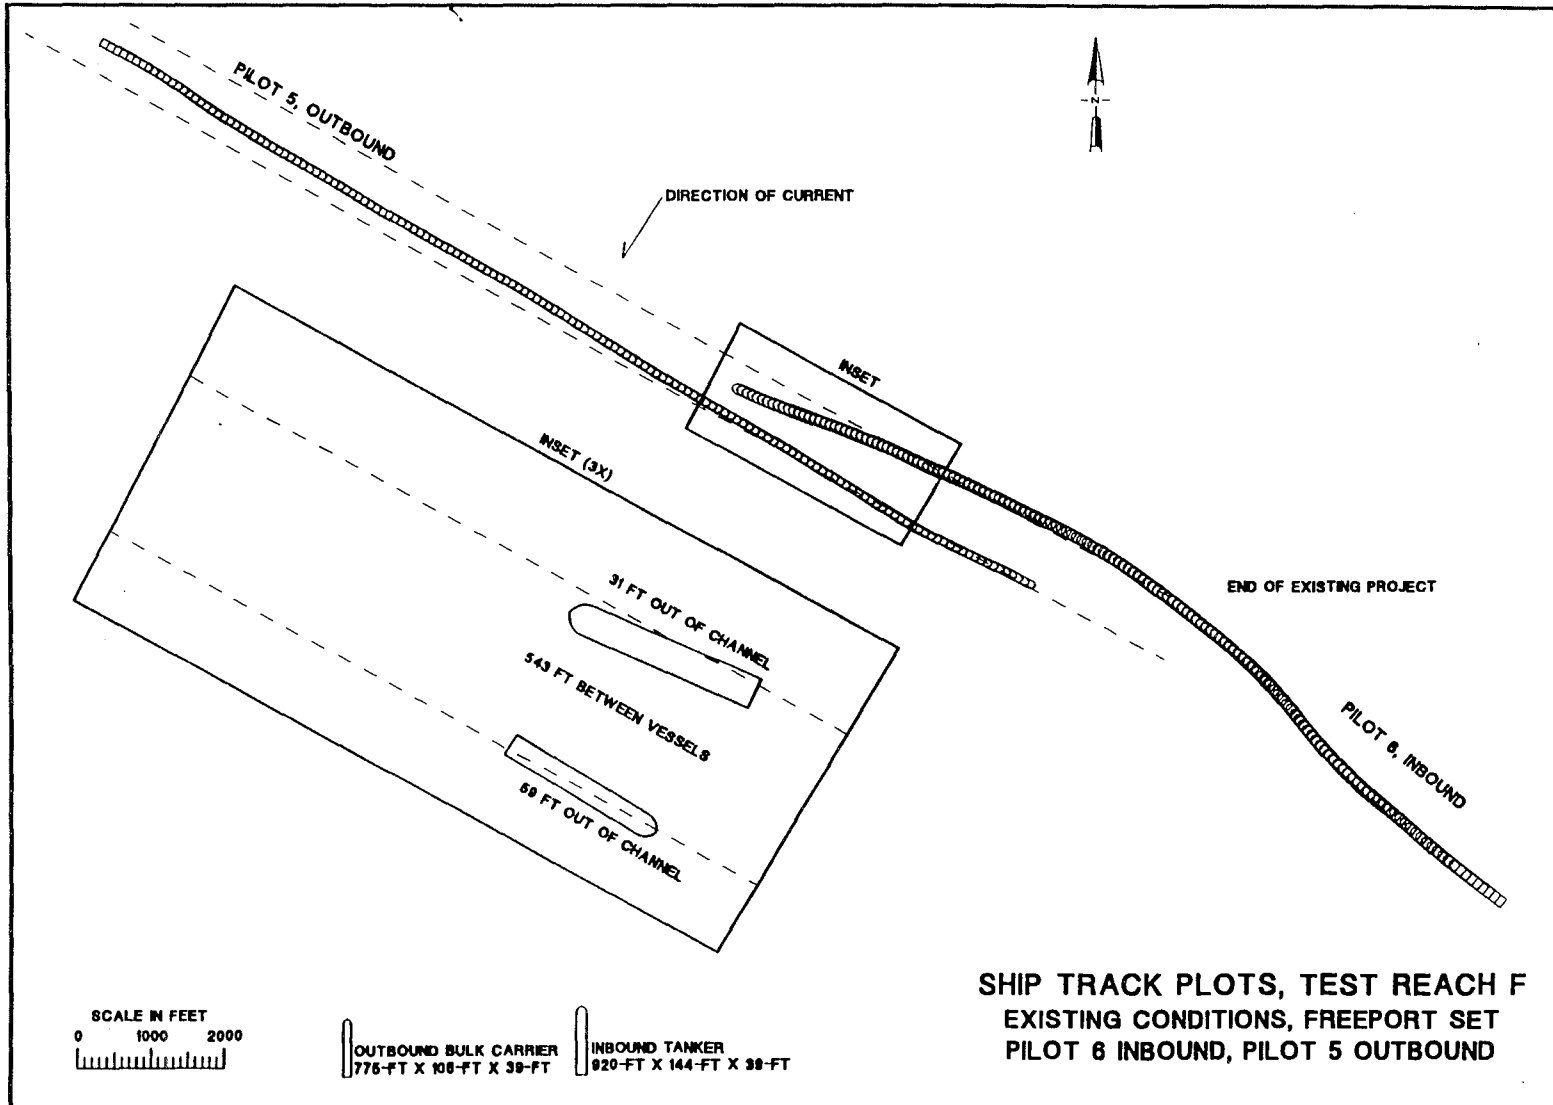 PILOT 5, OUTBOUND
N
DIRECTION OF CURRENT
INSET
INSET (3X)
31 FT OUT OF CHANNEL
543 FT BETWEEN VESSELS
59 FT OUT OF CHANNEL
END OF EXISTING PROJECT
PILOT 6, INBOUND
SCALE IN FEET
0 1000 2000
OUTBOUND BULK CARRIER
775-FT X 106-FT X 39-FT
INBOUND TANKER
920-FT X 144-FT X 39-FT
SHIP TRACK PLOTS, TEST REACH F
EXISTING CONDITIONS, FREEPORT SET
PILOT 6 INBOUND, PILOT 5 OUTBOUND